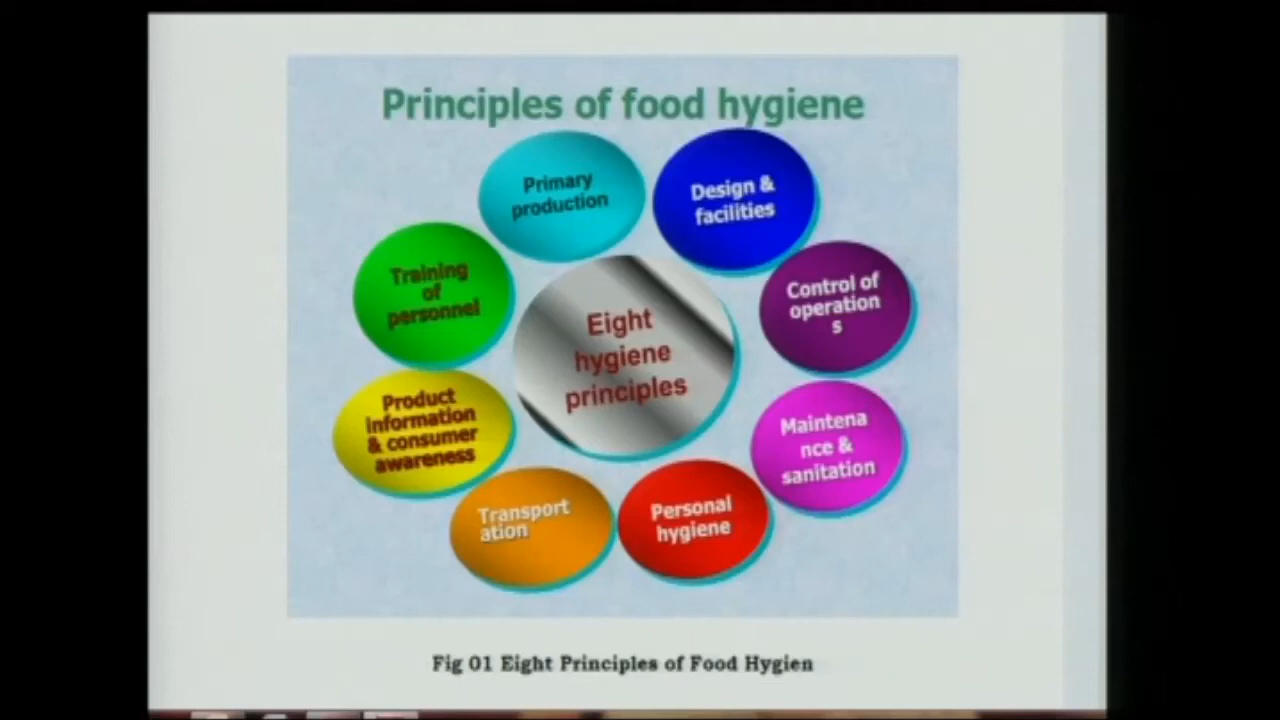 Principles of food hygiene
Primary
production
Design &
facilities
Control of
operation
s
Maintena
nce &
sanitation
Personal
hygiene
Transport
ation
Product
information
& consumer
awareness
Training
of
personnel
Eight
hygiene
principles
Fig 01 Eight Principles of Food Hygien